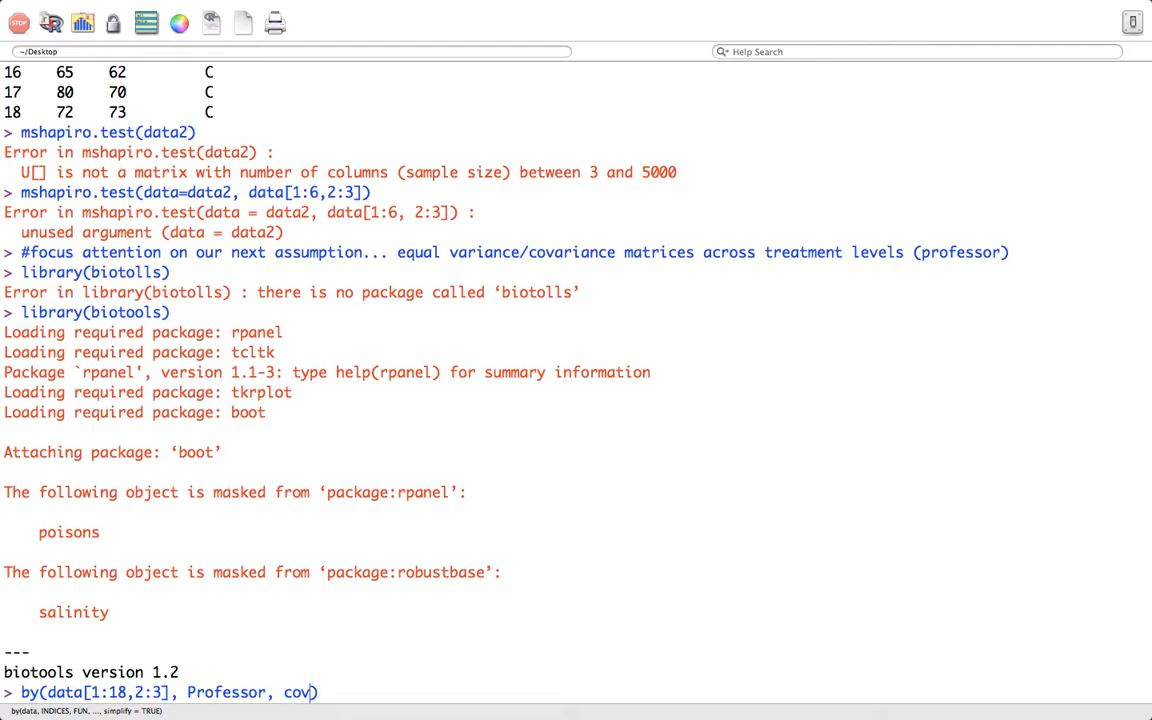 STOP
~/Desktop
Help Search
16 65 62 C
17 80 70 C
18 72 73 C
> mshapiro.test(data2)
Error in mshapiro.test(data2) :
U[] is not a matrix with number of columns (sample size) between 3 and 5000
> mshapiro.test(data=data2, data[1:6,2:3])
Error in mshapiro.test(data = data2, data[1:6, 2:3]) :
unused argument (data = data2)
> #focus attention on our next assumption... equal variance/covariance matrices across treatment levels (professor)
> library(biotolls)
Error in library(biotolls) : there is no package called ‘biotolls’
> library(biotools)
Loading required package: rpanel
Loading required package: tcltk
Package `rpanel', version 1.1-3: type help(rpanel) for summary information
Loading required package: tkrplot
Loading required package: boot
Attaching package: ‘boot’
The following object is masked from ‘package:rpanel’:
poisons
The following object is masked from ‘package:robustbase’:
salinity
---
biotools version 1.2
> by(data[1:18,2:3], Professor, cov)
by(data, INDICES, FUN, ..., simplify = TRUE)